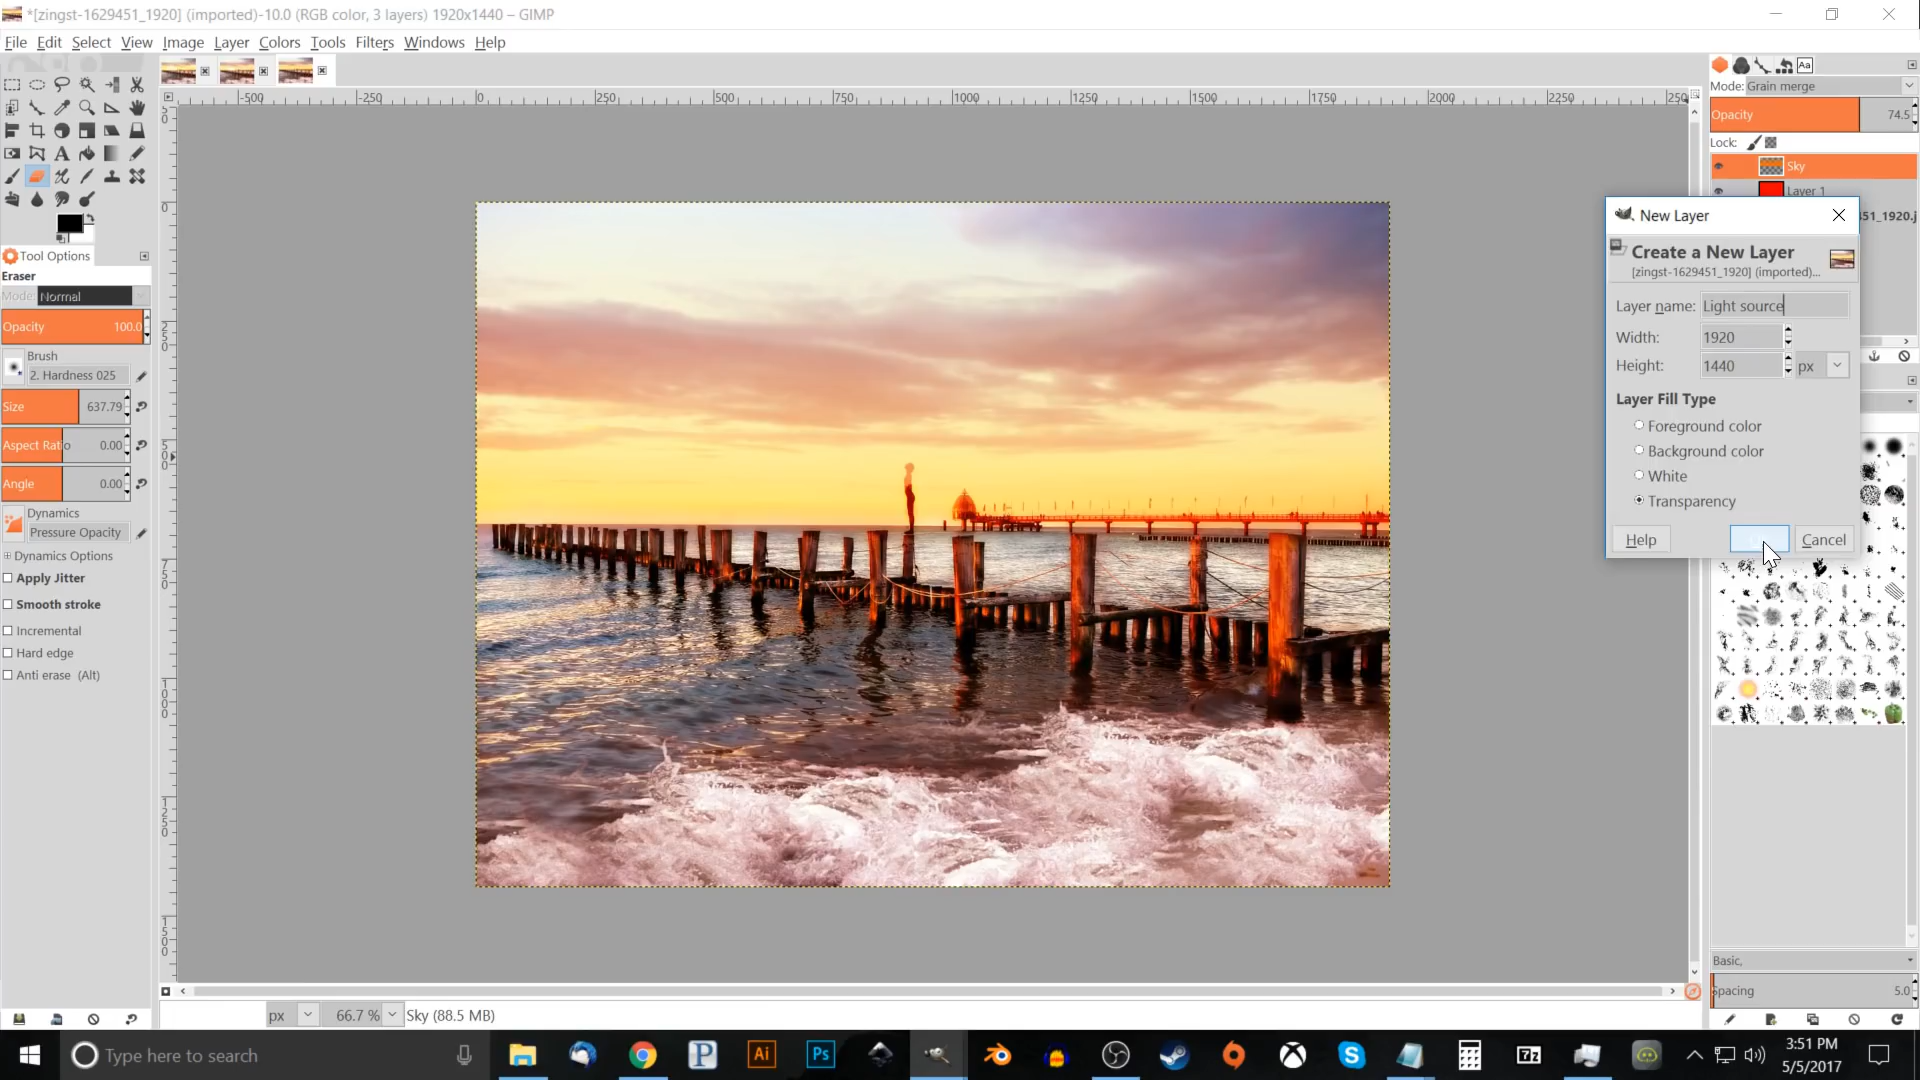 *[zingst-1629451_1920] (imported)-10.0 (RGB color, 3 layers) 1920x1440 – GIMP
File Edit Select View Image Layer Colors Tools Filters Windows Help
-500 -250 0 250 500 750 1000 1250 1500 1750 2000 2250 250
Mode: Grain merge
Opacity 74.5
Lock:
Sky
Layer 1
51_1920.j
Tool Options
Eraser
Mode: Normal
Opacity 100.0
Brush
2. Hardness 025
Size 637.79
Aspect Ratio 0.00
Angle 0.00
Dynamics
Pressure Opacity
Dynamics Options
Apply Jitter
Smooth stroke
Incremental
Hard edge
Anti erase (Alt)
New Layer
Create a New Layer
[zingst-1629451_1920] (imported)...
Layer name: Light source
Width: 1920
Height: 1440 px
Layer Fill Type
Foreground color
Background color
White
Transparency
Help Cancel
Basic,
Spacing 5.0
px 66.7 % Sky (88.5 MB)
Type here to search
3:51 PM
5/5/2017